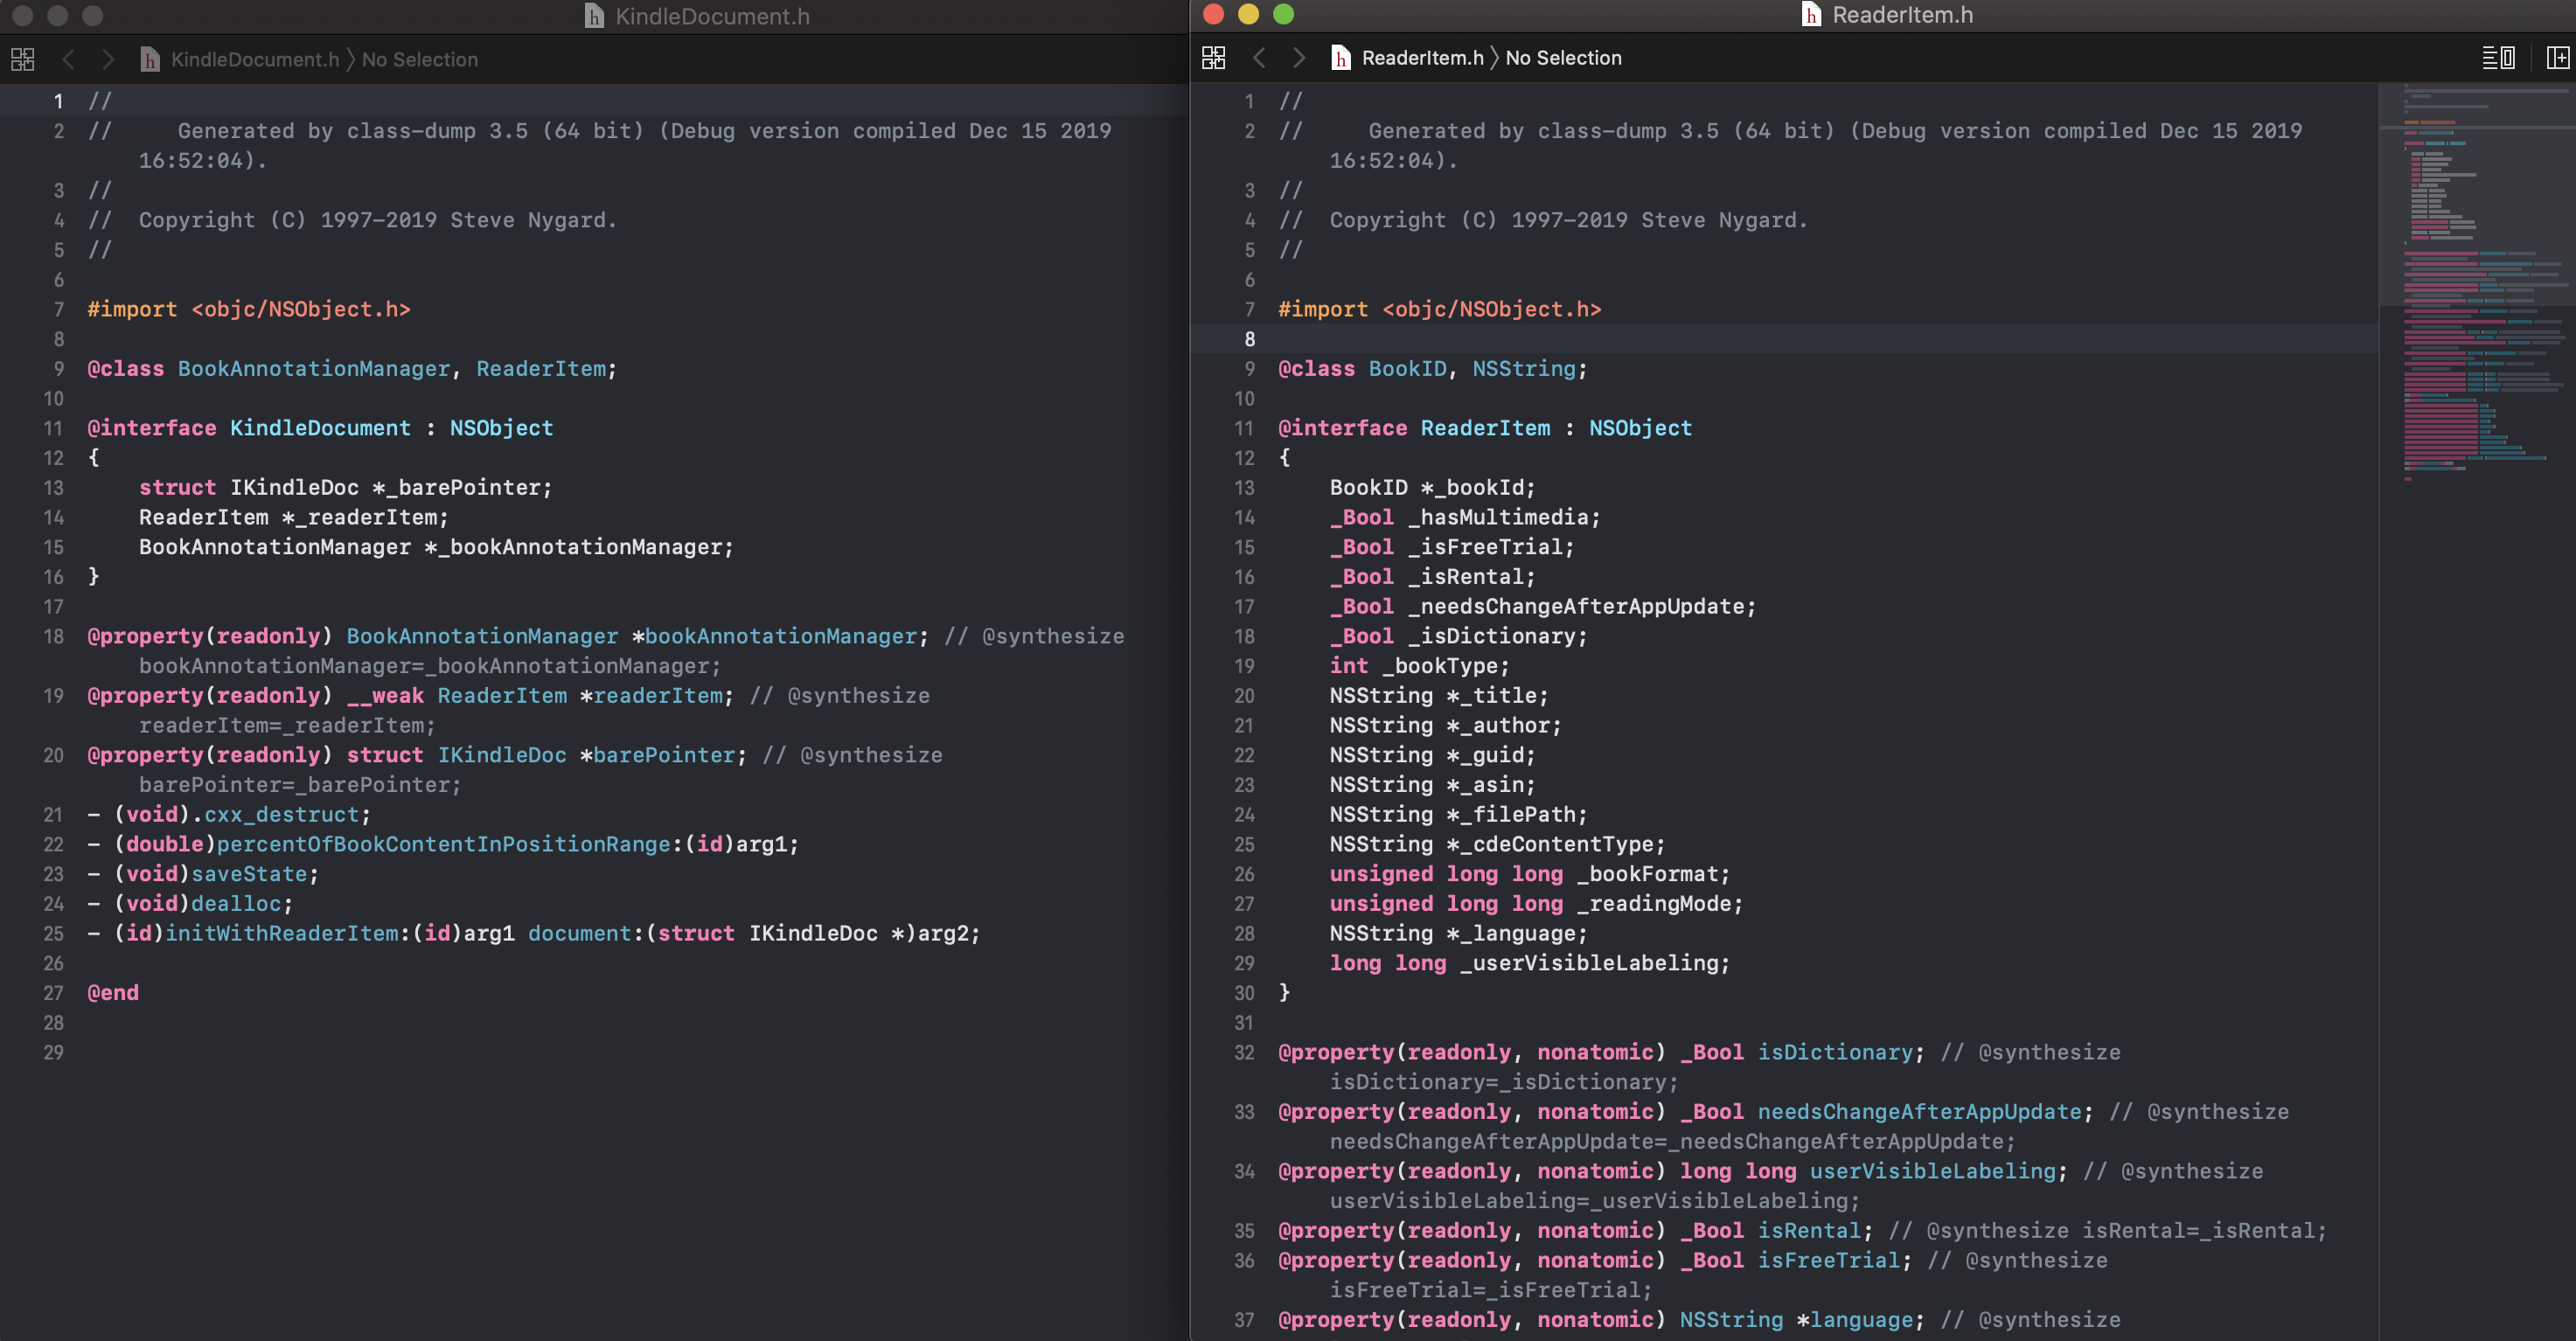 KindleDocument.h
KindleDocument.h 〉 No Selection
1 //
2 //     Generated by class-dump 3.5 (64 bit) (Debug version compiled Dec 15 2019
16:52:04).
3 //
4 //  Copyright (C) 1997-2019 Steve Nygard.
5 //
6
7 #import <objc/NSObject.h>
8
9 @class BookAnnotationManager, ReaderItem;
10
11 @interface KindleDocument : NSObject
12 {
13     struct IKindleDoc *_barePointer;
14     ReaderItem *_readerItem;
15     BookAnnotationManager *_bookAnnotationManager;
16 }
17
18 @property(readonly) BookAnnotationManager *bookAnnotationManager; // @synthesize
bookAnnotationManager=_bookAnnotationManager;
19 @property(readonly) __weak ReaderItem *readerItem; // @synthesize
readerItem=_readerItem;
20 @property(readonly) struct IKindleDoc *barePointer; // @synthesize
barePointer=_barePointer;
21 - (void).cxx_destruct;
22 - (double)percentOfBookContentInPositionRange:(id)arg1;
23 - (void)saveState;
24 - (void)dealloc;
25 - (id)initWithReaderItem:(id)arg1 document:(struct IKindleDoc *)arg2;
26
27 @end
28
29
ReaderItem.h
ReaderItem.h 〉 No Selection
1 //
2 //     Generated by class-dump 3.5 (64 bit) (Debug version compiled Dec 15 2019
16:52:04).
3 //
4 //  Copyright (C) 1997-2019 Steve Nygard.
5 //
6
7 #import <objc/NSObject.h>
8
9 @class BookID, NSString;
10
11 @interface ReaderItem : NSObject
12 {
13     BookID *_bookId;
14     _Bool _hasMultimedia;
15     _Bool _isFreeTrial;
16     _Bool _isRental;
17     _Bool _needsChangeAfterAppUpdate;
18     _Bool _isDictionary;
19     int _bookType;
20     NSString *_title;
21     NSString *_author;
22     NSString *_guid;
23     NSString *_asin;
24     NSString *_filePath;
25     NSString *_cdeContentType;
26     unsigned long long _bookFormat;
27     unsigned long long _readingMode;
28     NSString *_language;
29     long long _userVisibleLabeling;
30 }
31
32 @property(readonly, nonatomic) _Bool isDictionary; // @synthesize
isDictionary=_isDictionary;
33 @property(readonly, nonatomic) _Bool needsChangeAfterAppUpdate; // @synthesize
needsChangeAfterAppUpdate=_needsChangeAfterAppUpdate;
34 @property(readonly, nonatomic) long long userVisibleLabeling; // @synthesize
userVisibleLabeling=_userVisibleLabeling;
35 @property(readonly, nonatomic) _Bool isRental; // @synthesize isRental=_isRental;
36 @property(readonly, nonatomic) _Bool isFreeTrial; // @synthesize
isFreeTrial=_isFreeTrial;
37 @property(readonly, nonatomic) NSString *language; // @synthesize